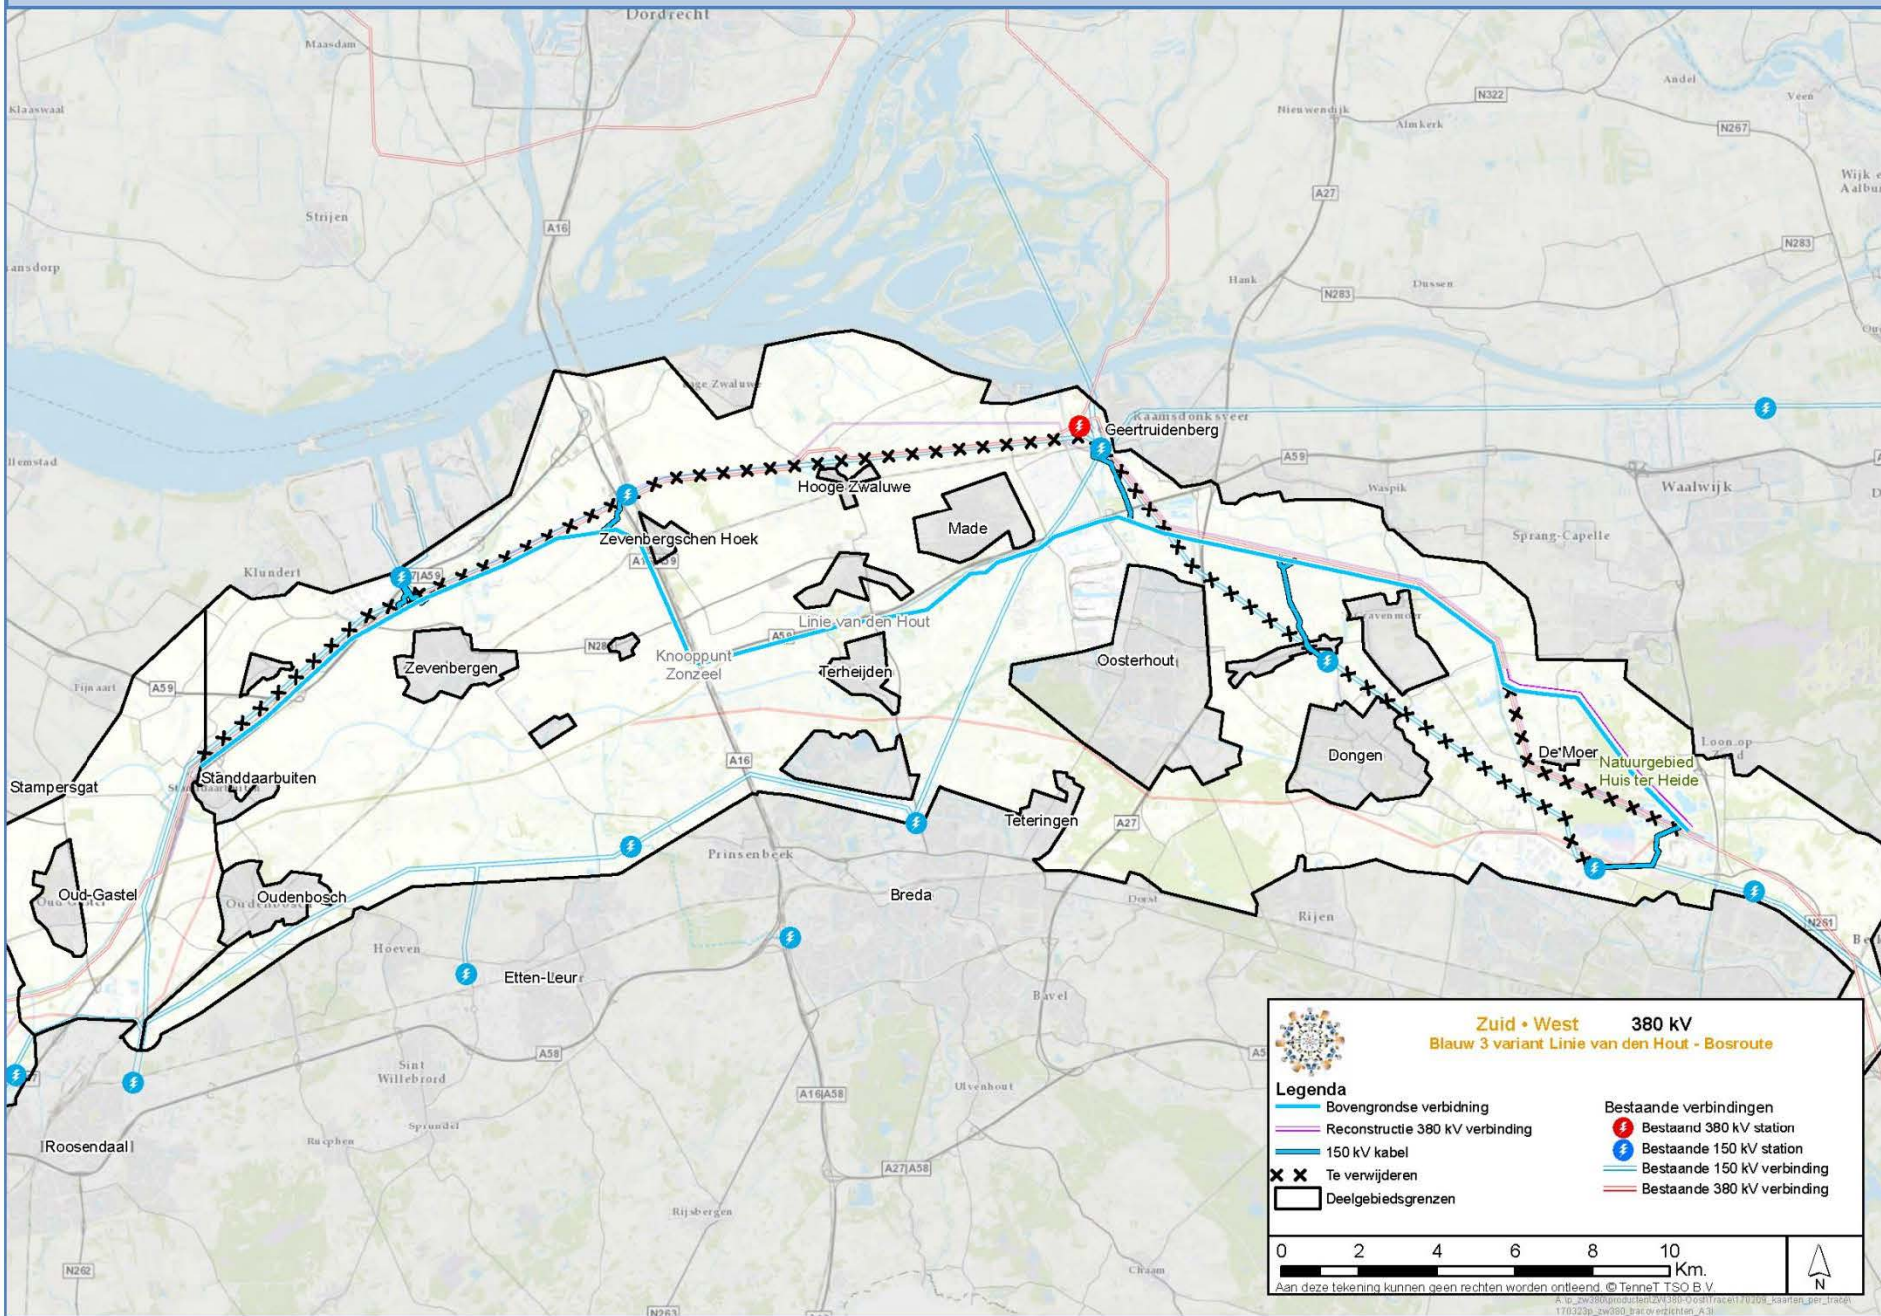 Dordrecht
Maasdam
Klaaswaal
Andel
Veen
N322
Nieuwendijk
Almkerk
N267
A27
Strijen
A16
N283
Hank
Dussen
N283
Lage Zwaluwe
Raamsdonksveer
Geertruidenberg
A59
Waspik
Waalwijk
Hooge Zwaluwe
Made
Sprang-Capelle
Zevenbergschen Hoek
Klundert
Linie van den Hout
A59
Knooppunt
Zonzeel
Zevenbergen
Terheijden
Oosterhout
Fijnaart
A59
A16
Dongen
De Moer
Natuurgebied
Huis ter Heide
Standdaarbuiten
Stampersgat
Teteringen
A27
Prinsenbeek
Oud-Gastel
Oudenbosch
Oudenbosch
Breda
Dorst
Rijen
N261
Hoeven
Etten-Leur
Bavel
A58
Sint
Willebrord
A16|A58
Ulvenhout
Roosendaal
Rucphen
Sprundel
A27|A58
Rijsbergen
N262
Chaam
N263
Zuid • West 380 kV
Blauw 3 variant Linie van den Hout - Bosroute
Legenda
Bovengrondse verbidning
Reconstructie 380 kV verbinding
150 kV kabel
Te verwijderen
Deelgebiedsgrenzen
Bestaande verbindingen
Bestaand 380 kV station
Bestaande 150 kV station
Bestaande 150 kV verbinding
Bestaande 380 kV verbinding
0 2 4 6 8 10
Km.
N
Aan deze tekening kunnen geen rechten worden ontleend. © TenneT TSO B.V.